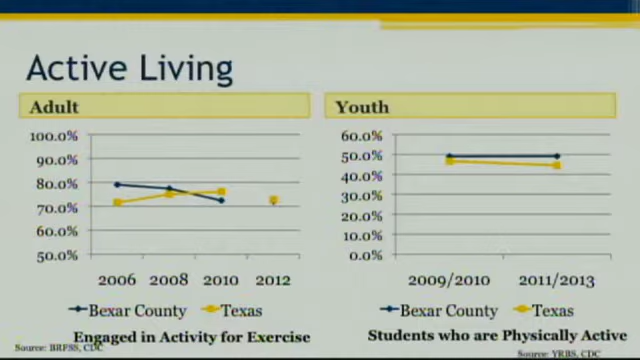 Active Living
Adult
100.0%
90.0%
80.0%
70.0%
60.0%
50.0%
2006 2008 2010 2012
Bexar County Texas
Engaged in Activity for Exercise
Source: BRFSS, CDC
Youth
60.0%
50.0%
40.0%
30.0%
20.0%
10.0%
0.0%
2009/2010 2011/2013
Bexar County Texas
Students who are Physically Active
Source: YRBS, CDC